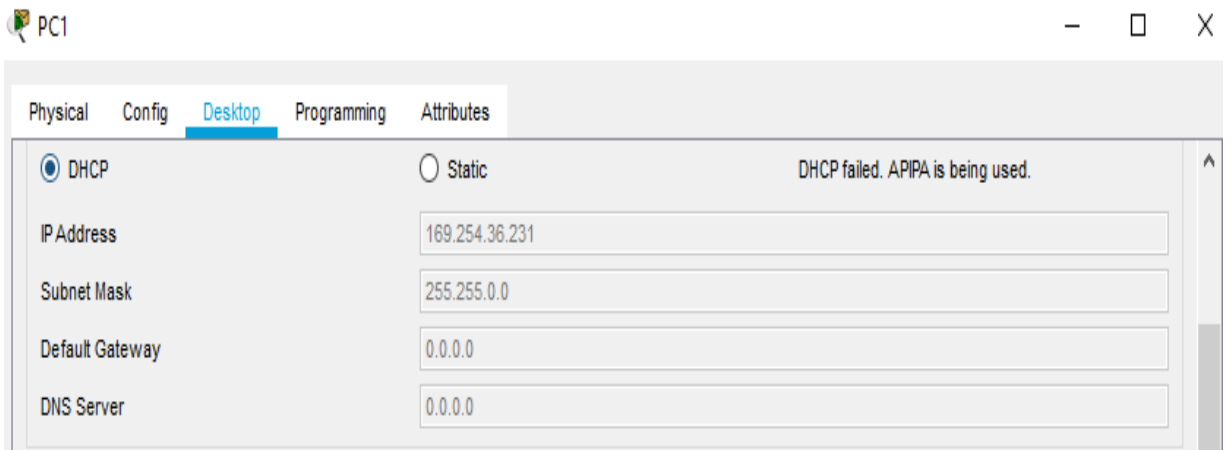 PC1
Physical Config Desktop Programming Attributes
DHCP Static DHCP failed. APIPA is being used.
IP Address 169.254.36.231
Subnet Mask 255.255.0.0
Default Gateway 0.0.0.0
DNS Server 0.0.0.0